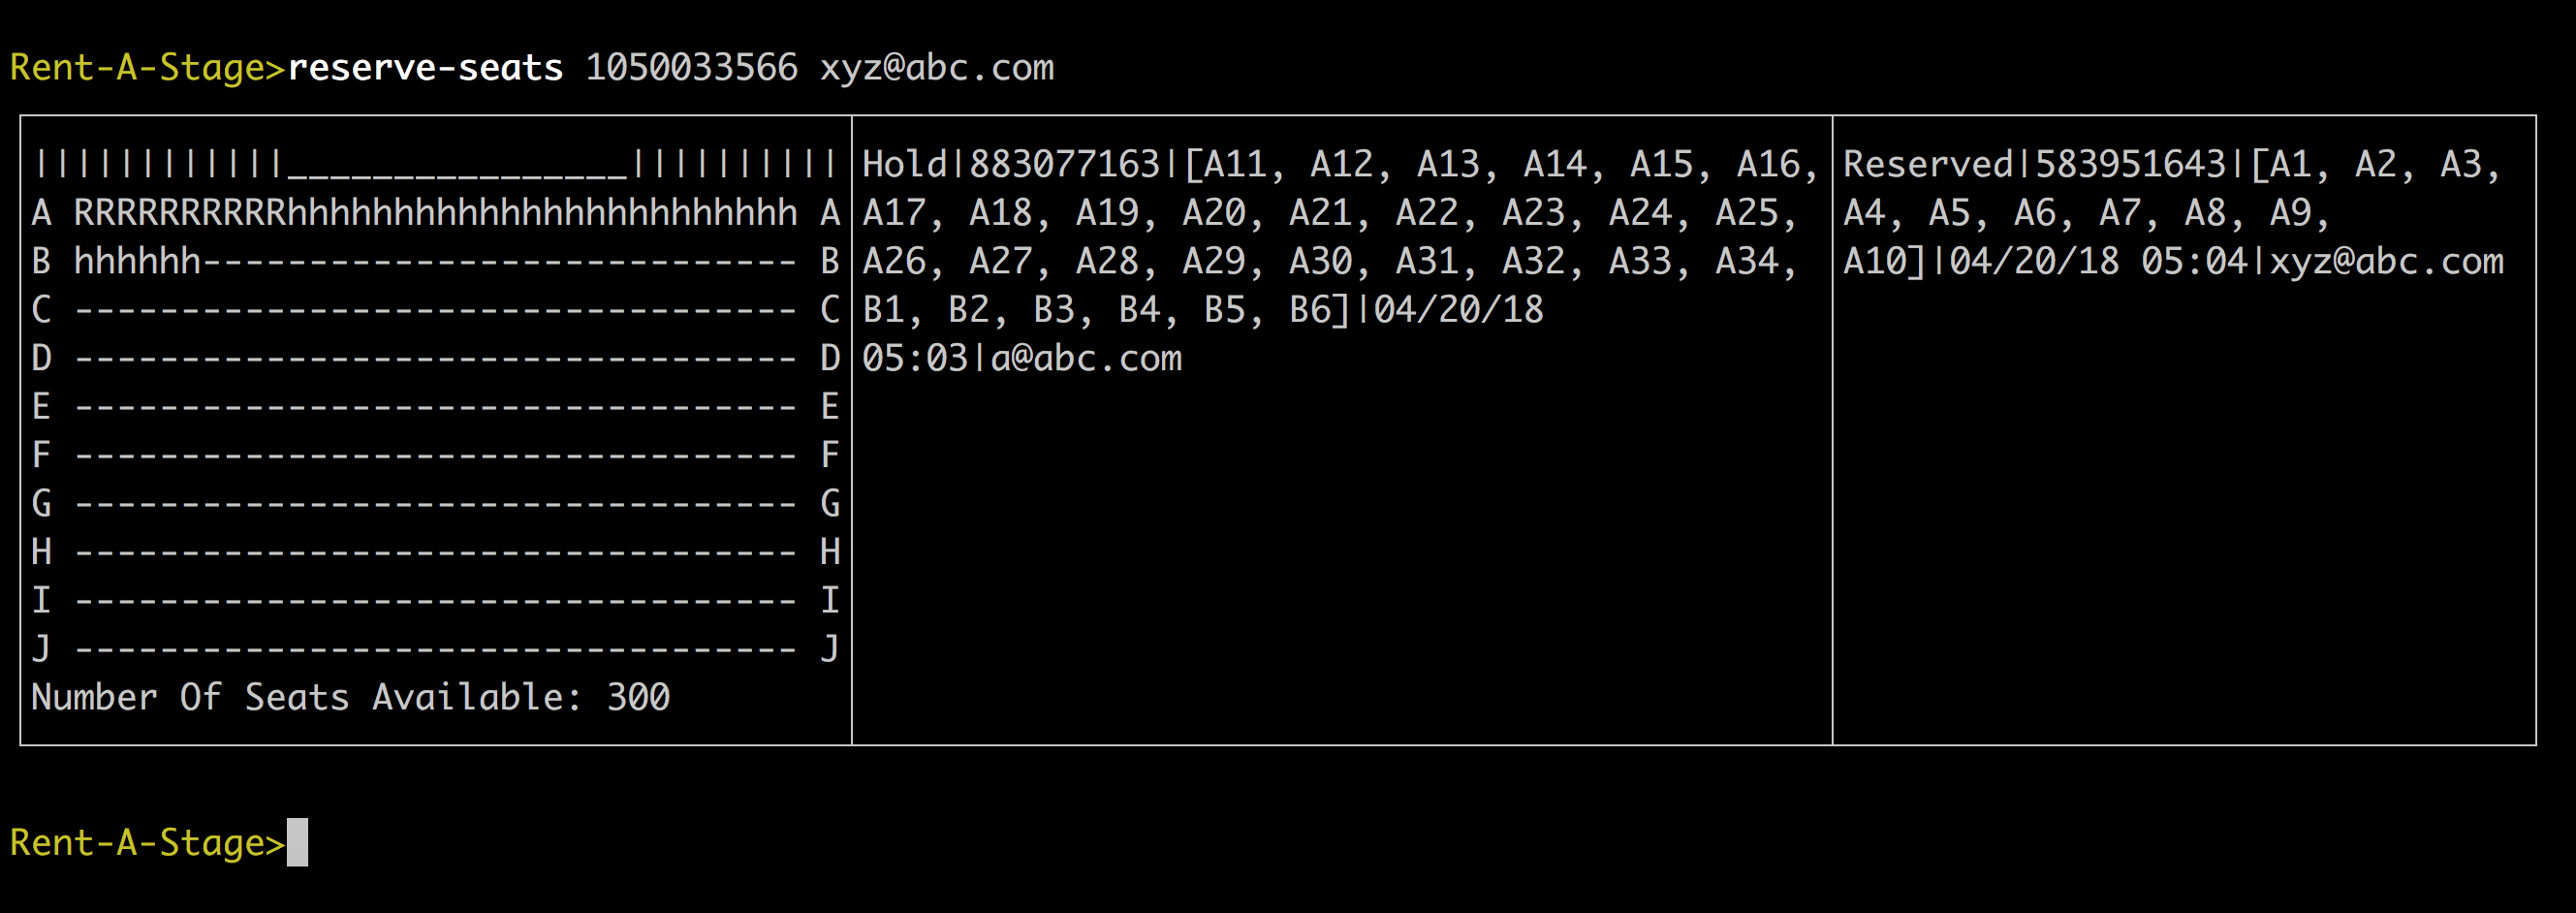 Rent-A-Stage>reserve-seats 1050033566 xyz@abc.com
||||||||||||________________||||||||||
A RRRRRRRRRRhhhhhhhhhhhhhhhhhhhhhhhh A
B hhhhhh---------------------------- B
C ---------------------------------- C
D ---------------------------------- D
E ---------------------------------- E
F ---------------------------------- F
G ---------------------------------- G
H ---------------------------------- H
I ---------------------------------- I
J ---------------------------------- J
Number Of Seats Available: 300
Hold|883077163|[A11, A12, A13, A14, A15, A16,
A17, A18, A19, A20, A21, A22, A23, A24, A25,
A26, A27, A28, A29, A30, A31, A32, A33, A34,
B1, B2, B3, B4, B5, B6]|04/20/18
05:03|a@abc.com
Reserved|583951643|[A1, A2, A3,
A4, A5, A6, A7, A8, A9,
A10]|04/20/18 05:04|xyz@abc.com
Rent-A-Stage>